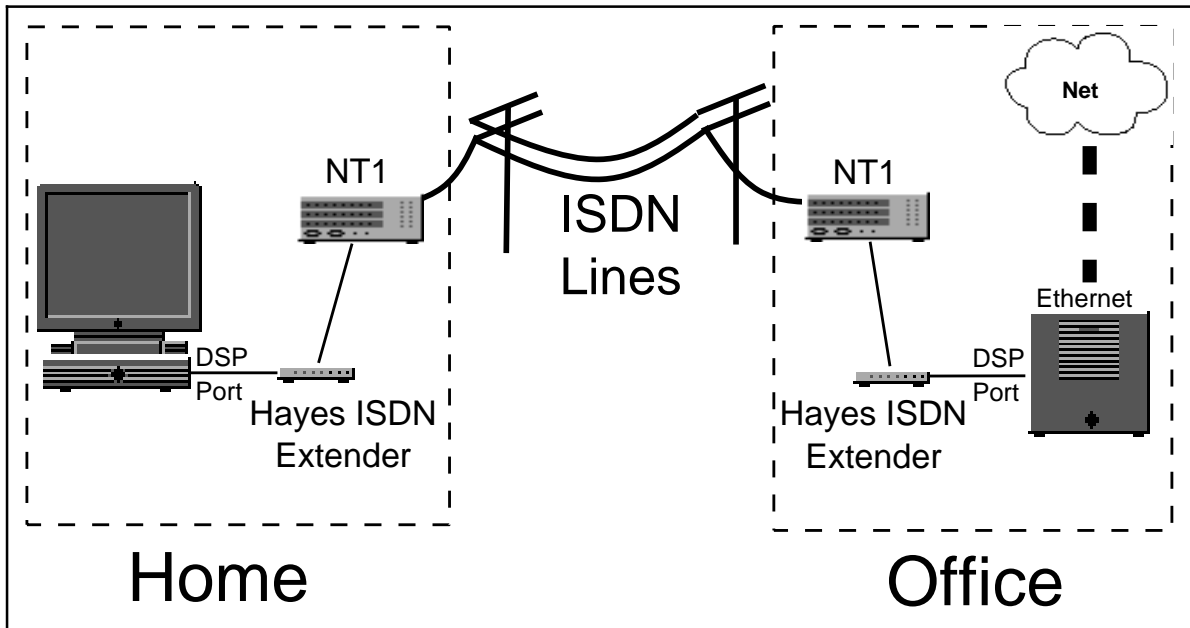 Net
NT1
NT1
ISDN
Lines
Ethernet
DSP
Port
DSP
Port
Hayes ISDN
Extender
Hayes ISDN
Extender
Home
Office